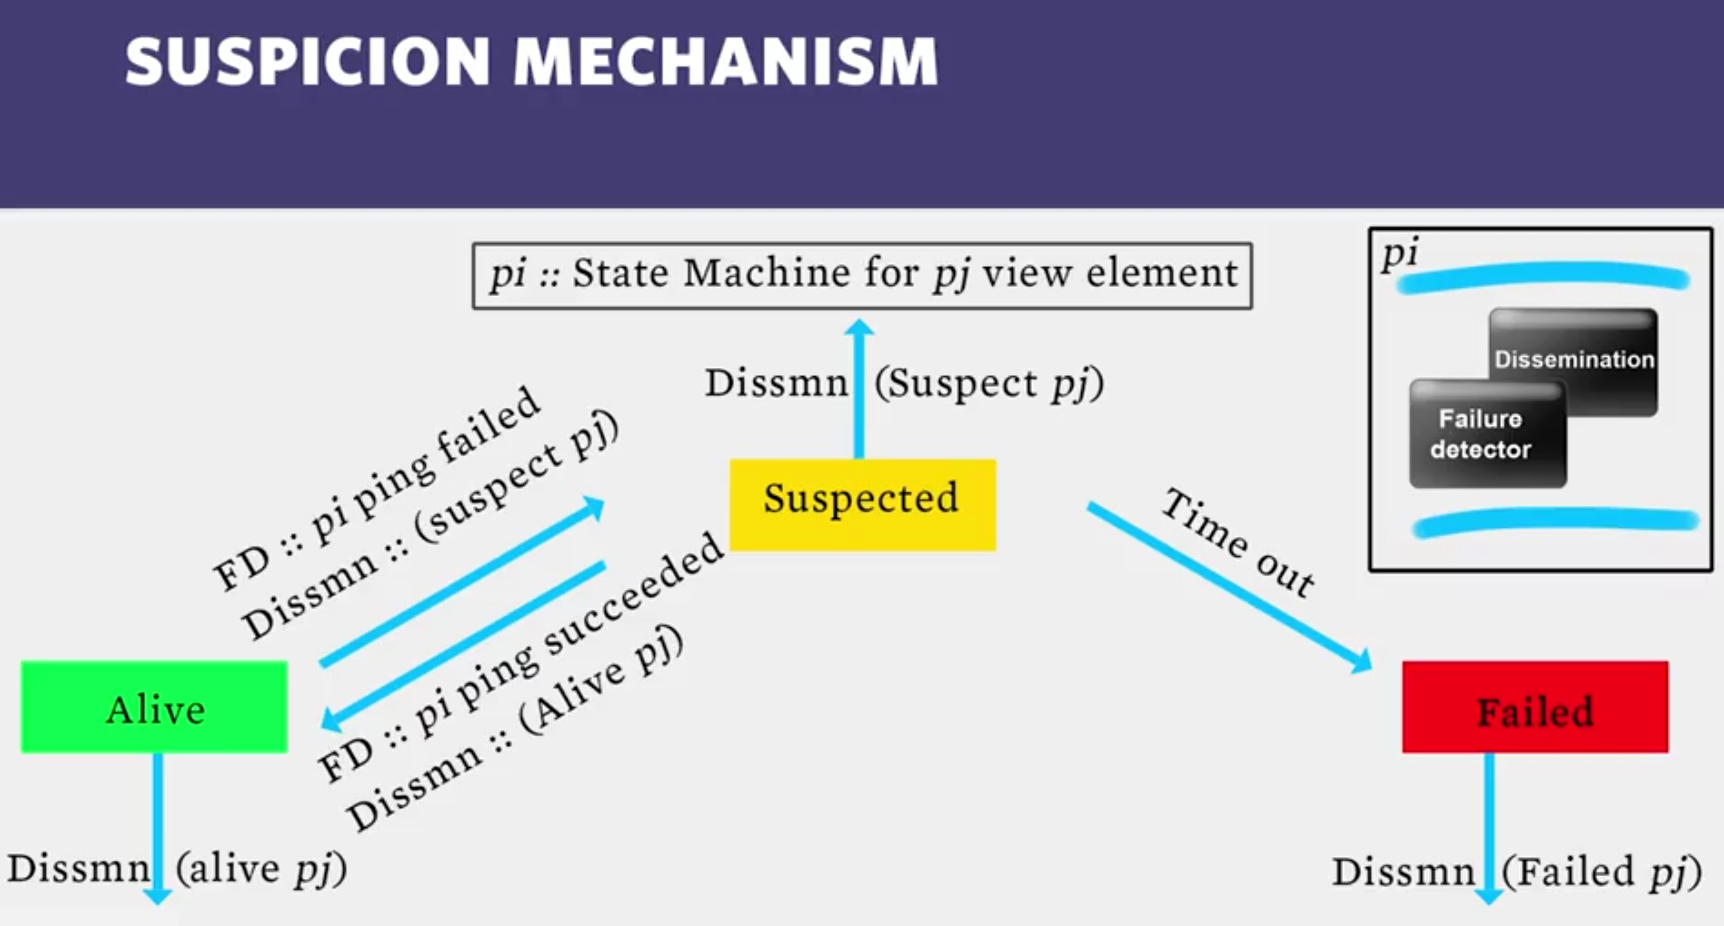 SUSPICION MECHANISM
pi :: State Machine for pj view element
pi
Dissemination
Failure
detector
Dissmn (Suspect pj)
FD :: pi ping failed
Dissmn :: (suspect pj)
Suspected
Time out
FD :: pi ping succeeded
Dissmn :: (Alive pj)
Alive
Failed
Dissmn (alive pj)
Dissmn (Failed pj)